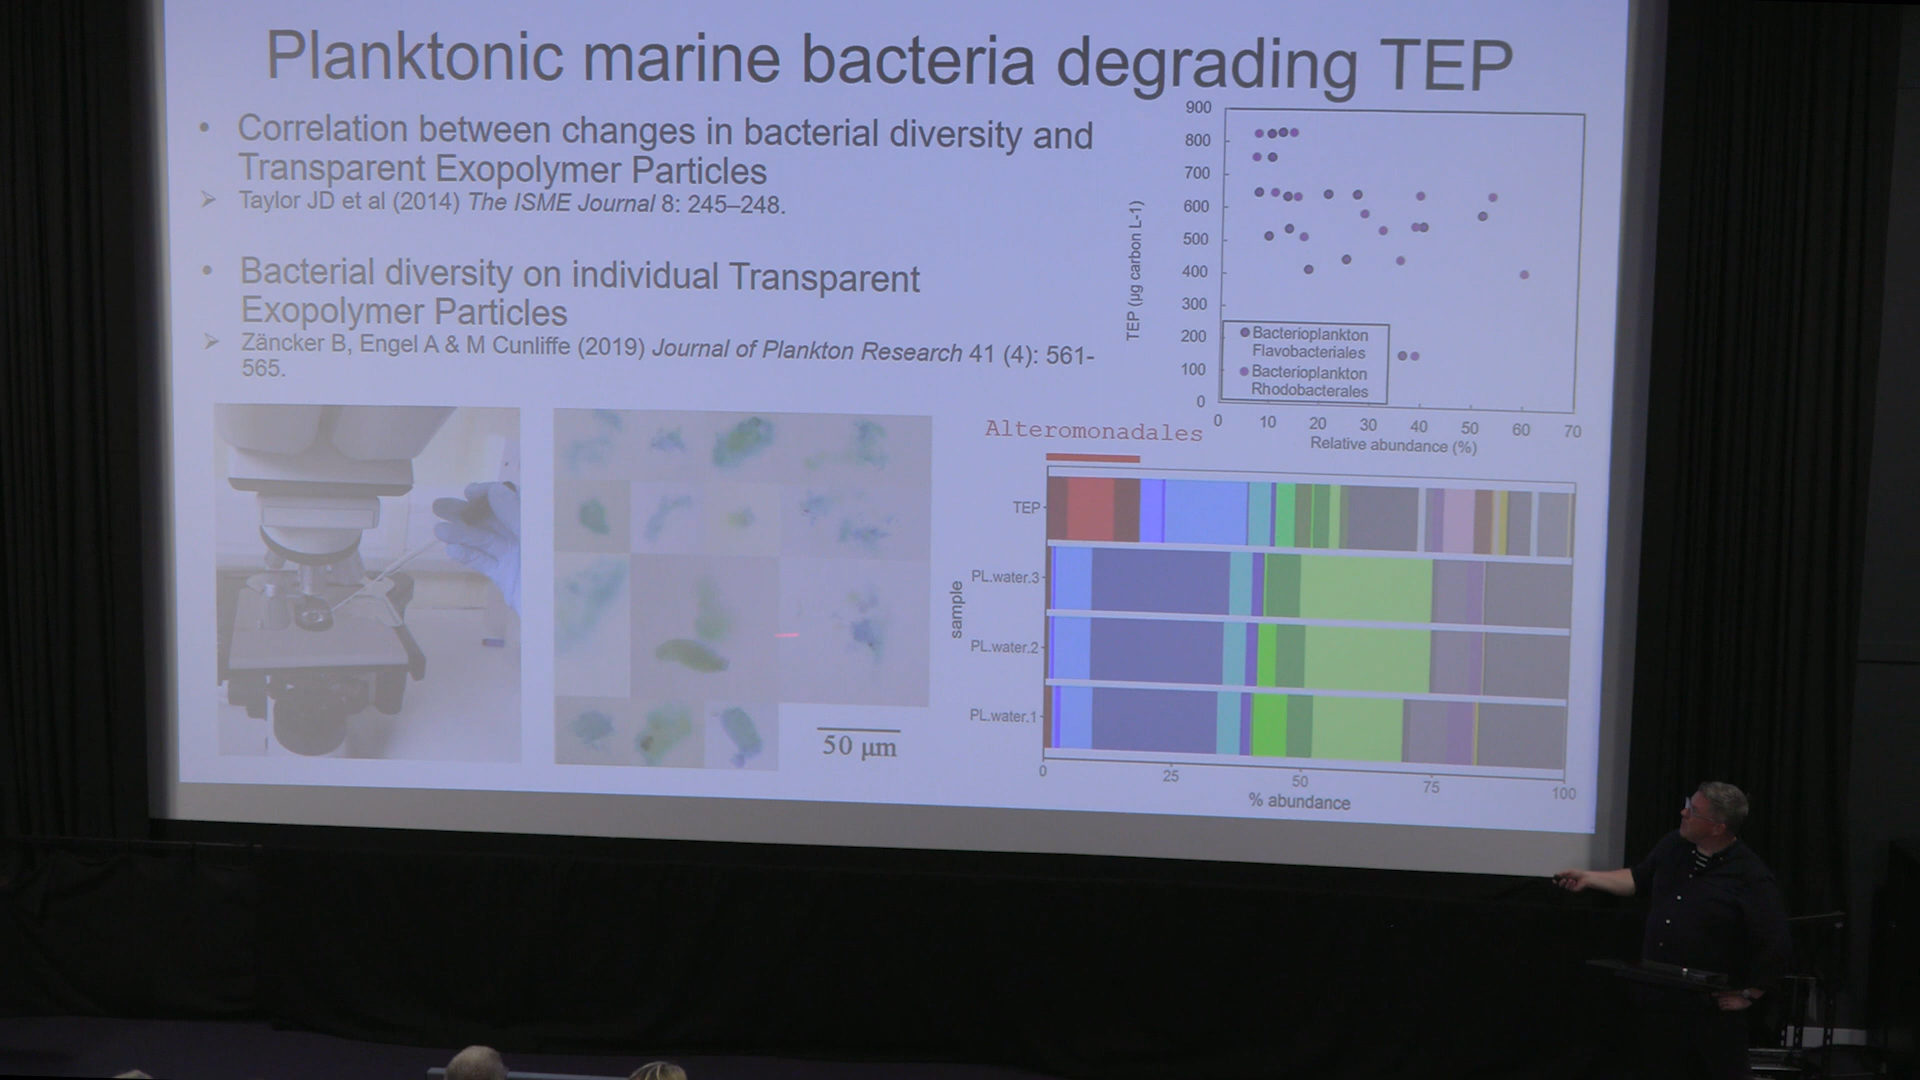 Planktonic marine bacteria degrading TEP
• Correlation between changes in bacterial diversity and
Transparent Exopolymer Particles
➢ Taylor JD et al (2014) The ISME Journal 8: 245–248.
• Bacterial diversity on individual Transparent
Exopolymer Particles
➢ Zäncker B, Engel A & M Cunliffe (2019) Journal of Plankton Research 41 (4): 561-
565.
50 µm
900
800
700
600
500
400
300
200
100
0
TEP (µg carbon L-1)
Bacterioplankton
Flavobacteriales
Bacterioplankton
Rhodobacterales
0 10 20 30 40 50 60 70
Relative abundance (%)
Alteromonadales
TEP
PL.water.3
PL.water.2
PL.water.1
sample
0 25 50 75 100
% abundance